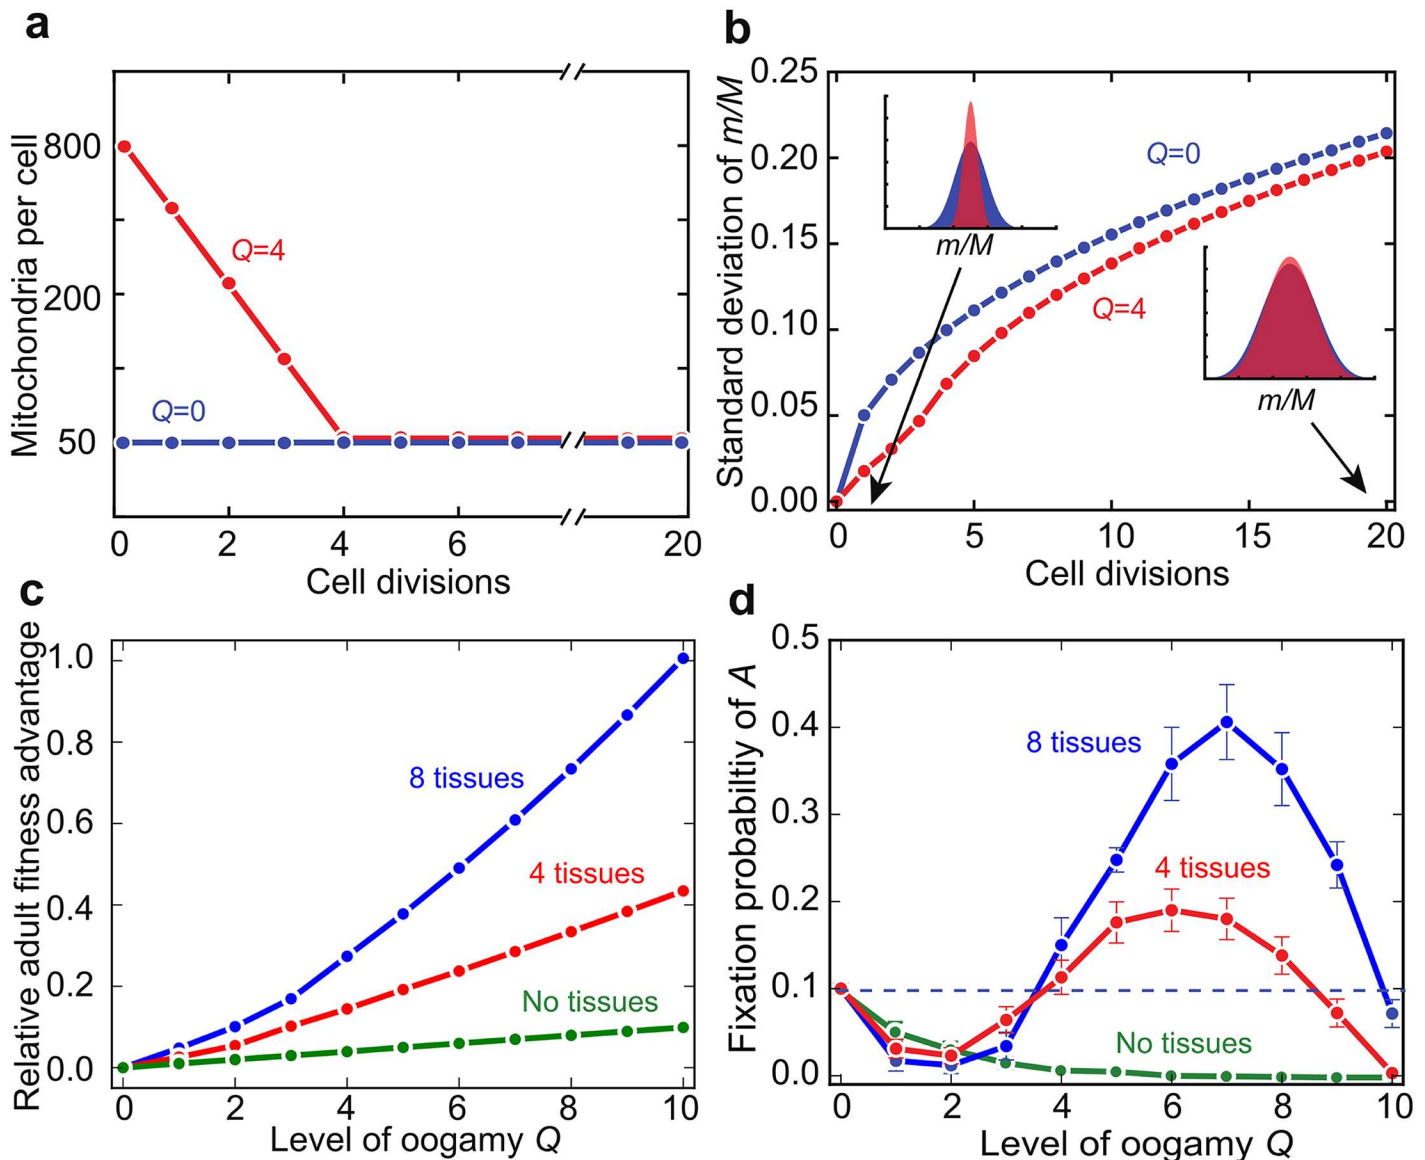 a
Mitochondria per cell
800
200
50
Q=4
Q=0
0 2 4 6 20
Cell divisions
b
Standard deviation of m/M
0.25
0.20
0.15
0.10
0.05
0.00
Q=0
Q=4
m/M
m/M
0 5 10 15 20
Cell divisions
c
Relative adult fitness advantage
1.0
0.8
0.6
0.4
0.2
0.0
8 tissues
4 tissues
No tissues
0 2 4 6 8 10
Level of oogamy Q
d
Fixation probabiltiy of A
0.5
0.4
0.3
0.2
0.1
0.0
8 tissues
4 tissues
No tissues
0 2 4 6 8 10
Level of oogamy Q